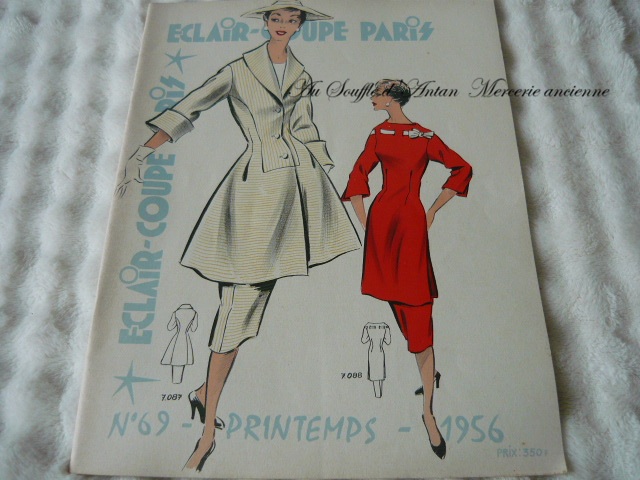 ECLAIR-COUPE PARIS
ECLAIR-COUPE PARIS
Au Souffle d'Antan Mercerie ancienne
7.087
7.088
N°69 - PRINTEMPS - 1956
PRIX 350 F